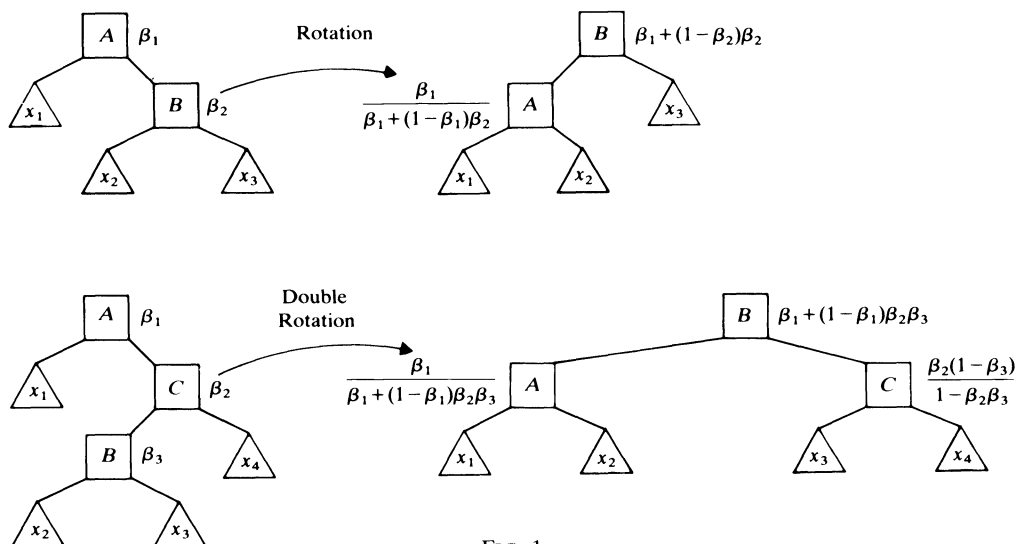 A β₁ Rotation B β₁ + (1−β₂)β₂
x₁ B β₂ β₁ / β₁ + (1−β₁)β₂ A x₃
x₂ x₃ x₁ x₂
A β₁ Double Rotation B β₁ + (1−β₁)β₂β₃
x₁ C β₂ β₁ / β₁ + (1−β₁)β₂β₃ A C β₂(1−β₃) / 1−β₂β₃
B β₃ x₄ x₁ x₂ x₃ x₄
x₂ x₃